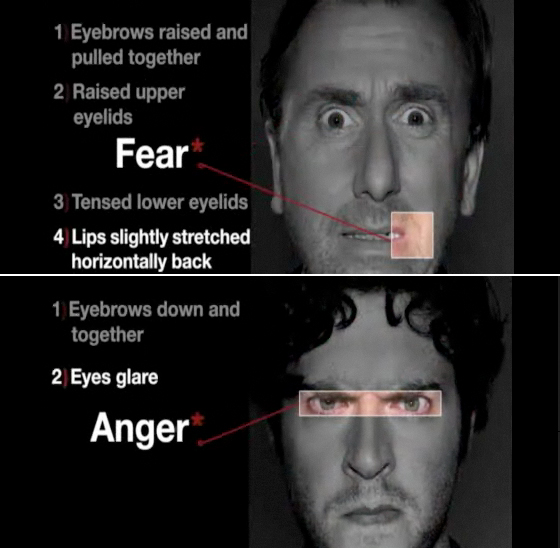 1) Eyebrows raised and
pulled together
2) Raised upper
eyelids
Fear*
3) Tensed lower eyelids
4) Lips slightly stretched
horizontally back
1) Eyebrows down and
together
2) Eyes glare
Anger*